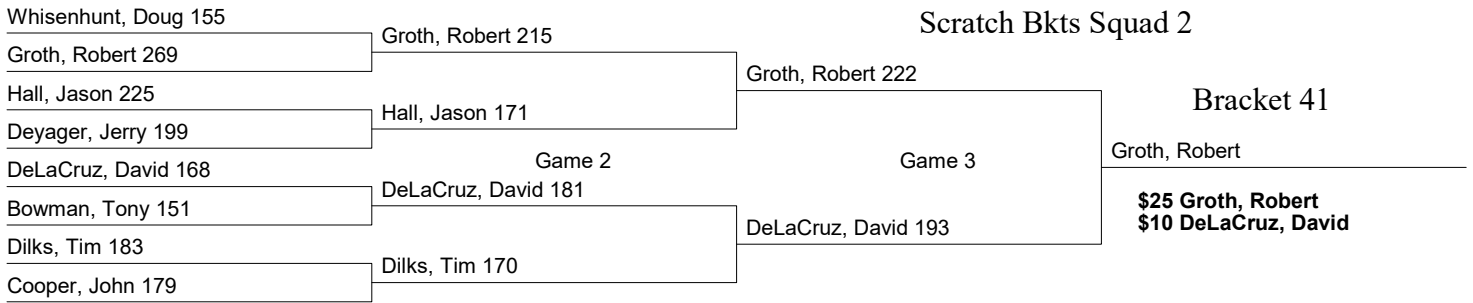 Scratch Bkts Squad 2
Bracket 41
Whisenhunt, Doug 155
Groth, Robert 269
Hall, Jason 225
Deyager, Jerry 199
DeLaCruz, David 168
Bowman, Tony 151
Dilks, Tim 183
Cooper, John 179
Groth, Robert 215
Hall, Jason 171
Game 2
DeLaCruz, David 181
Dilks, Tim 170
Groth, Robert 222
Game 3
DeLaCruz, David 193
Groth, Robert
$25 Groth, Robert
$10 DeLaCruz, David